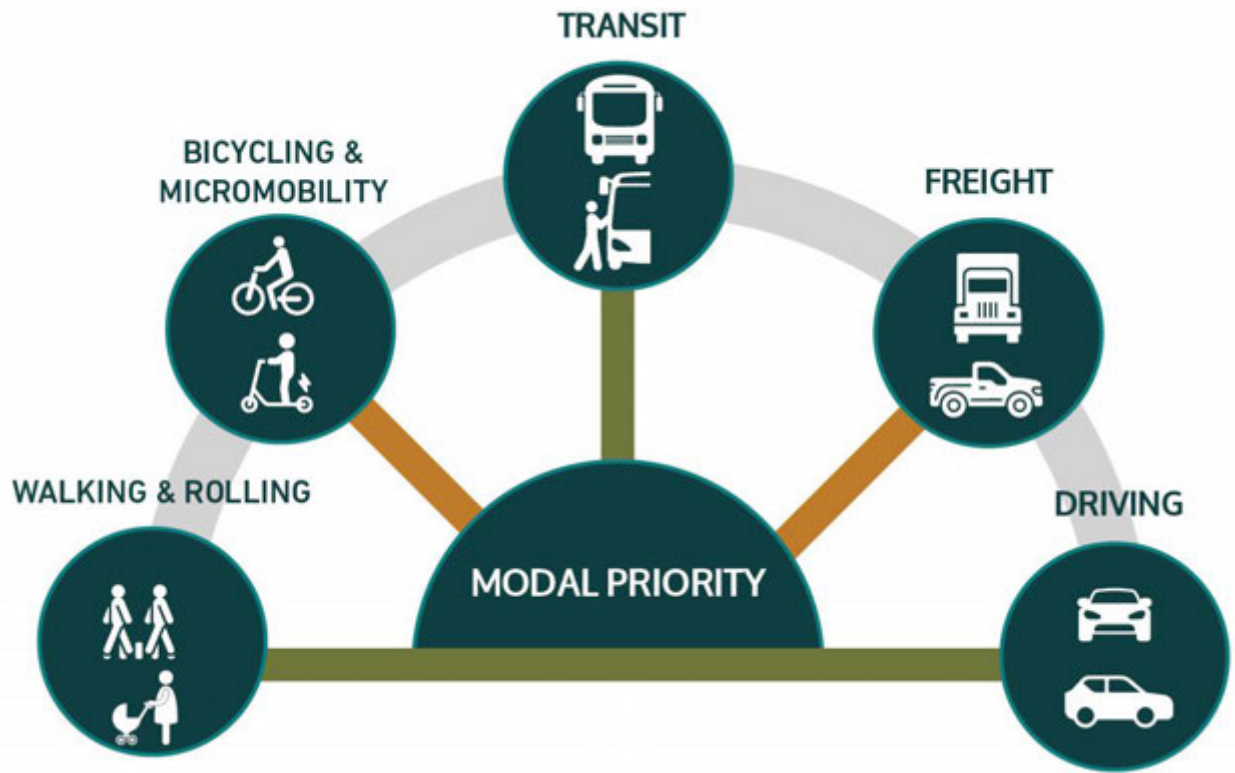 TRANSIT
BICYCLING &
MICROMOBILITY
FREIGHT
WALKING & ROLLING
DRIVING
MODAL PRIORITY